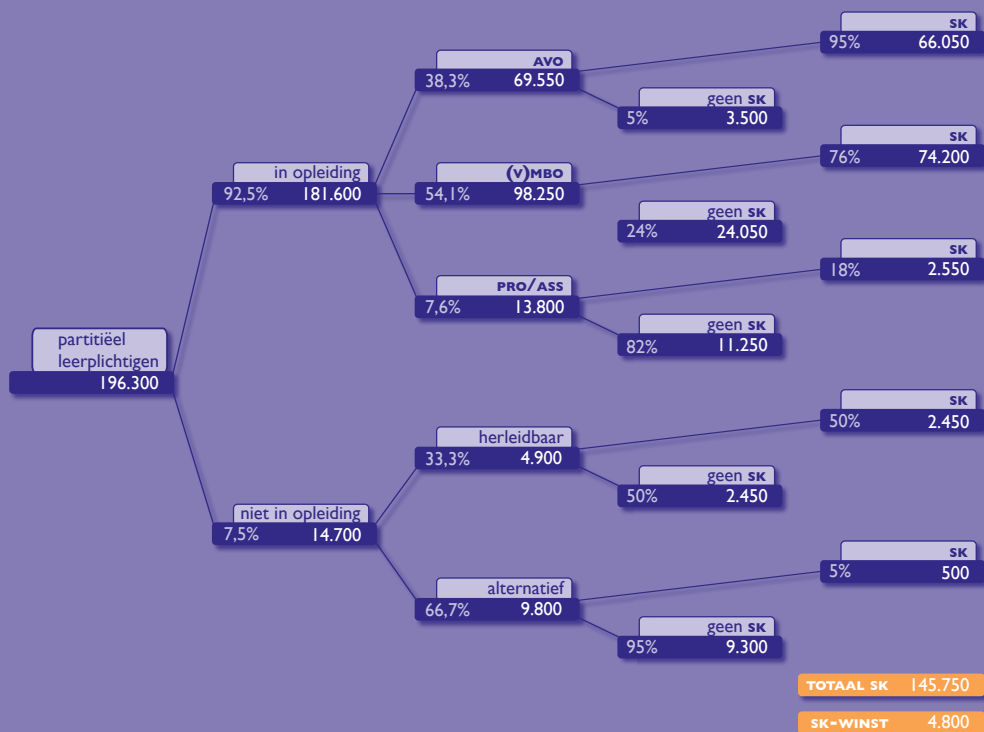 partitiëel
leerplichtigen
196.300
in opleiding
92,5% 181.600
AVO
38,3% 69.550
SK
95% 66.050
geen SK
5% 3.500
(V)MBO
54,1% 98.250
SK
76% 74.200
geen SK
24% 24.050
PRO/ASS
7,6% 13.800
SK
18% 2.550
geen SK
82% 11.250
niet in opleiding
7,5% 14.700
herleidbaar
33,3% 4.900
SK
50% 2.450
geen SK
50% 2.450
alternatief
66,7% 9.800
SK
5% 500
geen SK
95% 9.300
TOTAAL SK 145.750
SK-WINST 4.800